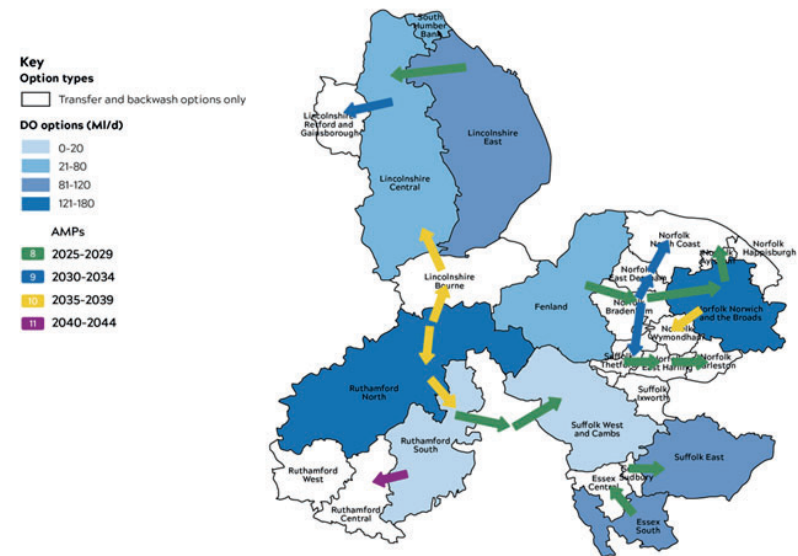 Key
Option types
Transfer and backwash options only
DO options (Ml/d)
0-20
21-80
81-120
121-180
AMPs
8 2025-2029
9 2030-2034
10 2035-2039
11 2040-2044
South
Humber
Bank
Lincolnshire
Retford and
Gainsborough
Lincolnshire
East
Lincolnshire
Central
Lincolnshire
Bourne
Norfolk
North Coast
Norfolk
Happisburgh
Norfolk
Norfolk
East
Fenland
Norfolk
Bradenham
Norfolk Norwich
and the Broads
Norfolk
Wymondham
Suffolk
Thetford
Norfolk
East Harling
Norfolk
Harleston
Suffolk
Ixworth
Ruthamford
North
Ruthamford
South
Suffolk West
and Cambs
Ruthamford
West
Ruthamford
Central
Suffolk East
Sudbury
Essex
Central
Essex
South